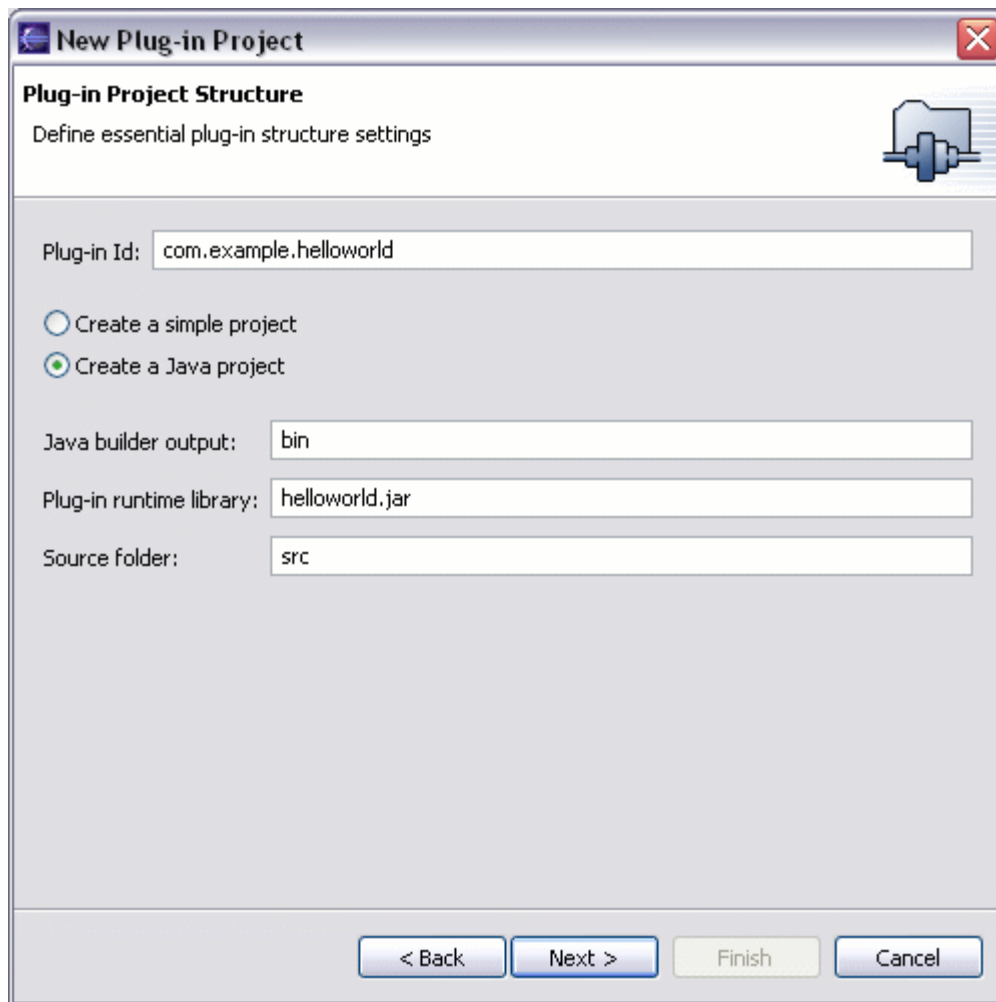 New Plug-in Project
Plug-in Project Structure
Define essential plug-in structure settings
Plug-in Id: com.example.helloworld
Create a simple project
Create a Java project
Java builder output: bin
Plug-in runtime library: helloworld.jar
Source folder: src
< Back Next > Finish Cancel